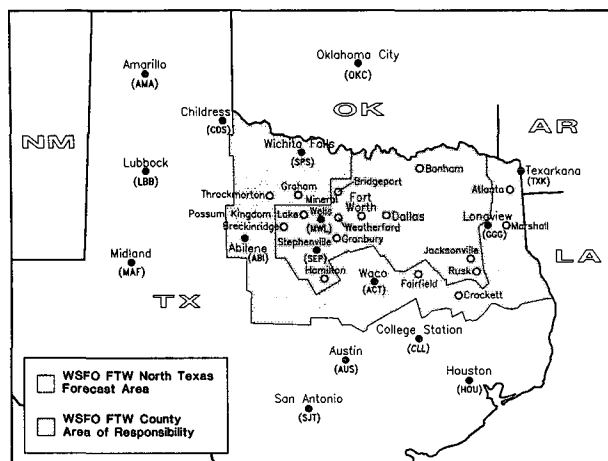 Amarillo
(AMA)
Oklahoma City
(OKC)
OK
Childress
(CDS)
AR
NM
Wichita Falls
(SPS)
Bonham
Bridgeport
Texarkana
(TXK)
Lubbock
(LBB)
Atlanta
Throckmorton
Graham
Mineral
Wells
(MWL)
Fort
Worth
Dallas
Possum Kingdom Lake
Weatherford
Longview
(GGG)
Marshall
Breckinridge
Granbury
Abilene
(ABI)
Stephenville
(SEP)
Jacksonville
LA
Midland
(MAF)
Hamilton
Waco
(ACT)
Fairfield
Rusk
TX
Crockett
College Station
(CLL)
Austin
(AUS)
Houston
(HOU)
San Antonio
(SJT)
WSFO FTW North Texas
Forecast Area
WSFO FTW County
Area of Responsibility